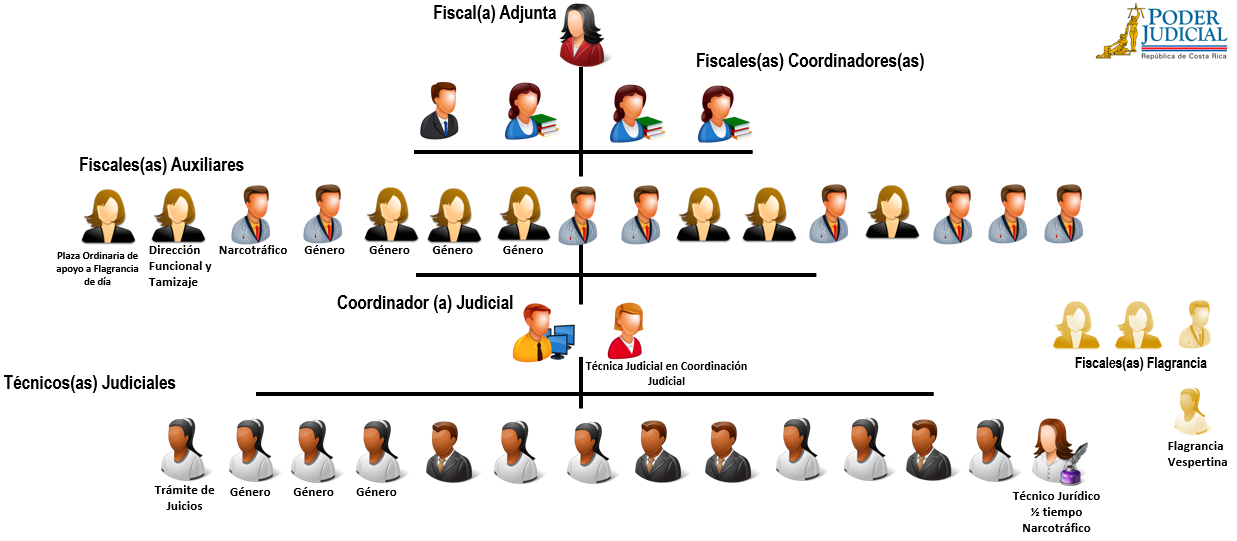 Fiscal(a) Adjunta
PODER
JUDICIAL
República de Costa Rica
Fiscales(as) Coordinadores(as)
Fiscales(as) Auxiliares
Plaza Ordinaria de
apoyo a Flagrancia
de día
Dirección
Funcional y
Tamizaje
Narcotráfico
Género
Género
Género
Género
Coordinador (a) Judicial
Técnica Judicial en Coordinación
Judicial
Fiscales(as) Flagrancia
Técnicos(as) Judiciales
Flagrancia
Vespertina
Trámite de
Juicios
Género
Género
Género
Técnico Jurídico
½ tiempo
Narcotráfico